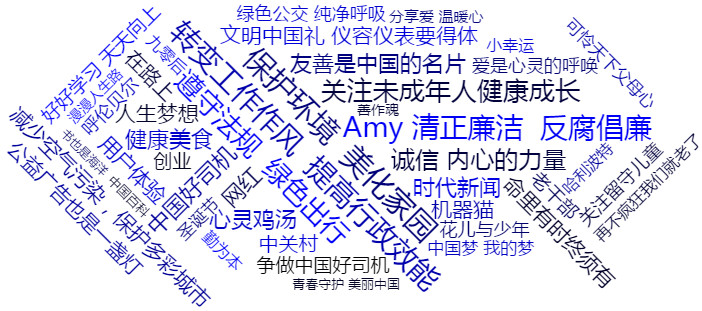 绿色公交 纯净呼吸
分享爱 温暖心
文明中国礼 仪容仪表要得体
小幸运
可怜天下父母心
友善是中国的名片
爱是心灵的呼唤
关注未成年人健康成长
善作魂
Amy 清正廉洁 反腐倡廉
诚信 内心的力量
好好学习 天天向上
九零后
漫漫人生路
在路上
呼伦贝尔
人生梦想
转变工作作风
保护环境
遵守法规
减少空气污染，保护多彩城市
书也是海洋
健康美食
创业
用户体验
公益广告也是一盏灯
中国百科
中国好司机
圣诞节
网红
绿色出行
提高行政效能
美化家园
心灵鸡汤
勤为本
中关村
争做中国好司机
青春守护 美丽中国
时代新闻
机器猫
花儿与少年
中国梦 我的梦
命里有时终须有
老干部
哈利波特
关注留守儿童
再不疯狂我们就老了